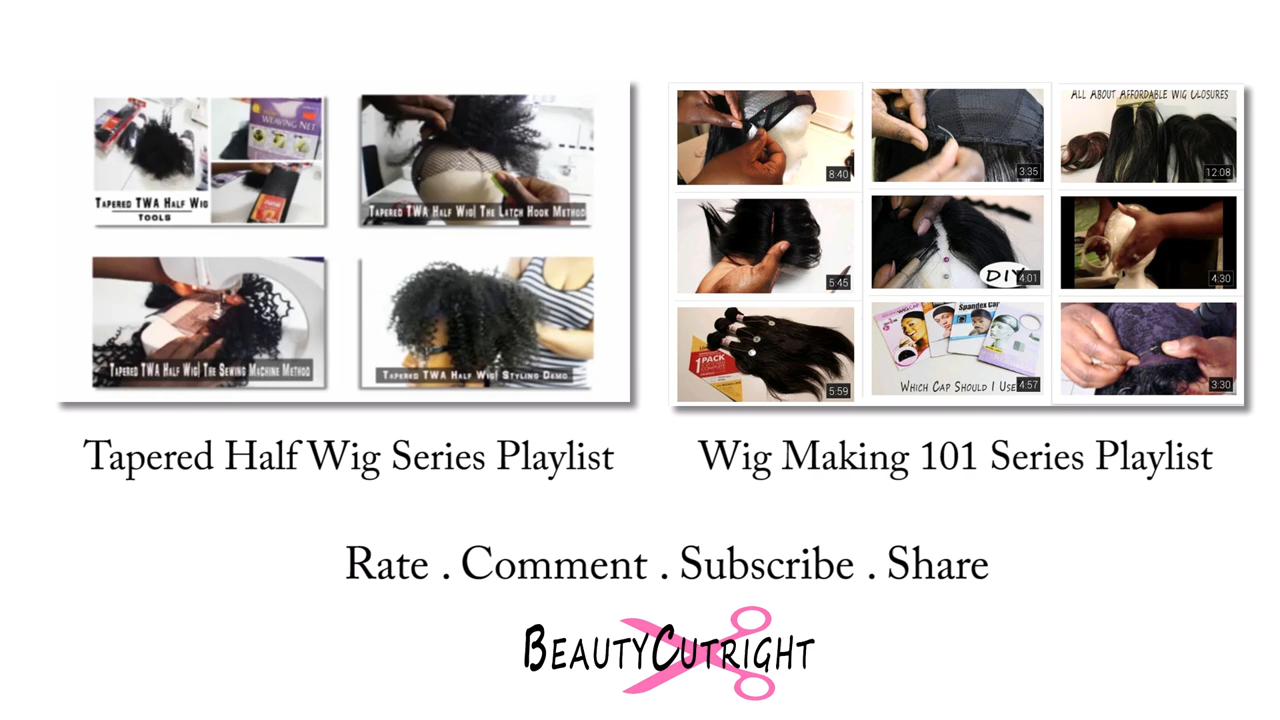 WEAVING NET
TAPERED TWA HALF WIG
TOOLS
TAPERED TWA HALF WIG| THE LATCH HOOK METHOD
TAPERED TWA HALF WIG| THE SEWING MACHINE METHOD
TAPERED TWA HALF WIG| STYLING DEMO
8:40
3:35
ALL ABOUT AFFORDABLE WIG CLOSURES
12:08
5:45
DIY
4:01
4:30
1 PACK
5:59
Spandex Cap
WHICH CAP SHOULD I USE
4:57
3:30
Tapered Half Wig Series Playlist
Wig Making 101 Series Playlist
Rate . Comment . Subscribe . Share
BEAUTYCUTRIGHT